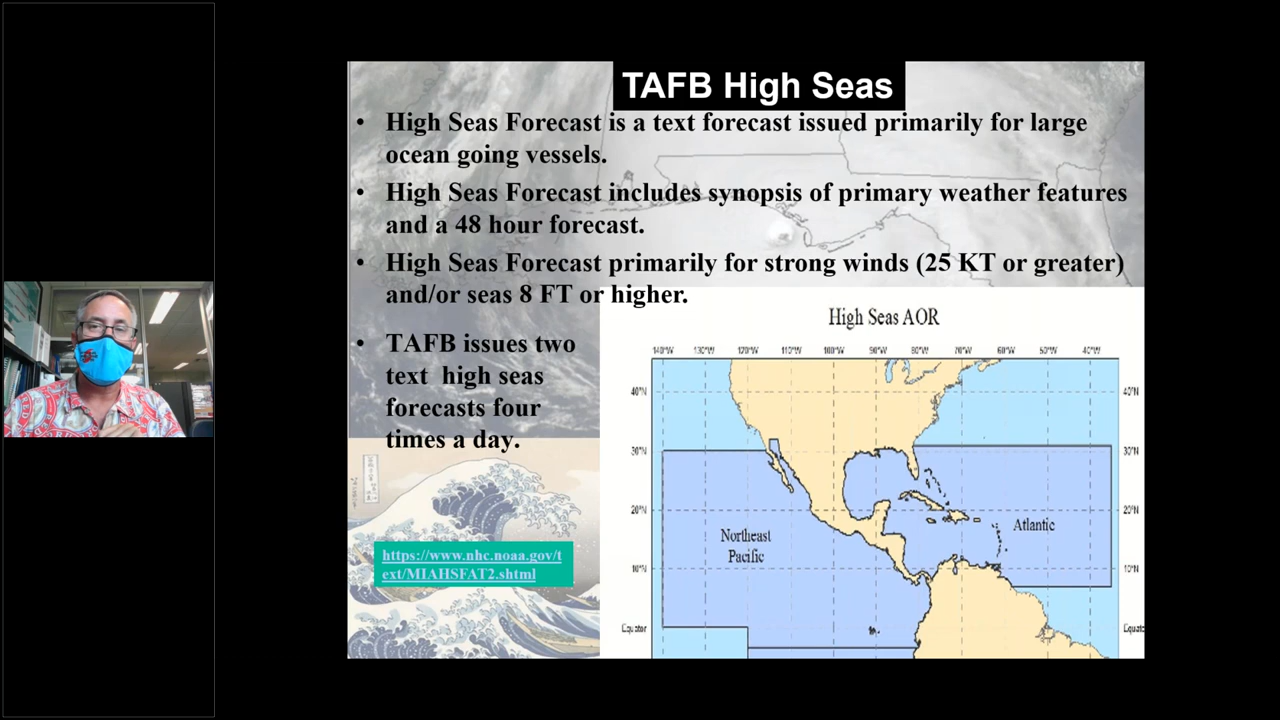 TAFB High Seas
• High Seas Forecast is a text forecast issued primarily for large
ocean going vessels.
• High Seas Forecast includes synopsis of primary weather features
and a 48 hour forecast.
• High Seas Forecast primarily for strong winds (25 KT or greater)
and/or seas 8 FT or higher.
• TAFB issues two
text high seas
forecasts four
times a day.
https://www.nhc.noaa.gov/t
ext/MIAHSFAT2.shtml
High Seas AOR
140°W 130°W 120°W 110°W 100°W 90°W 80°W 70°W 60°W 50°W 40°W
40°N 40°N
30°N 30°N
20°N 20°N
Northeast
Pacific
Atlantic
10°N 10°N
Equator